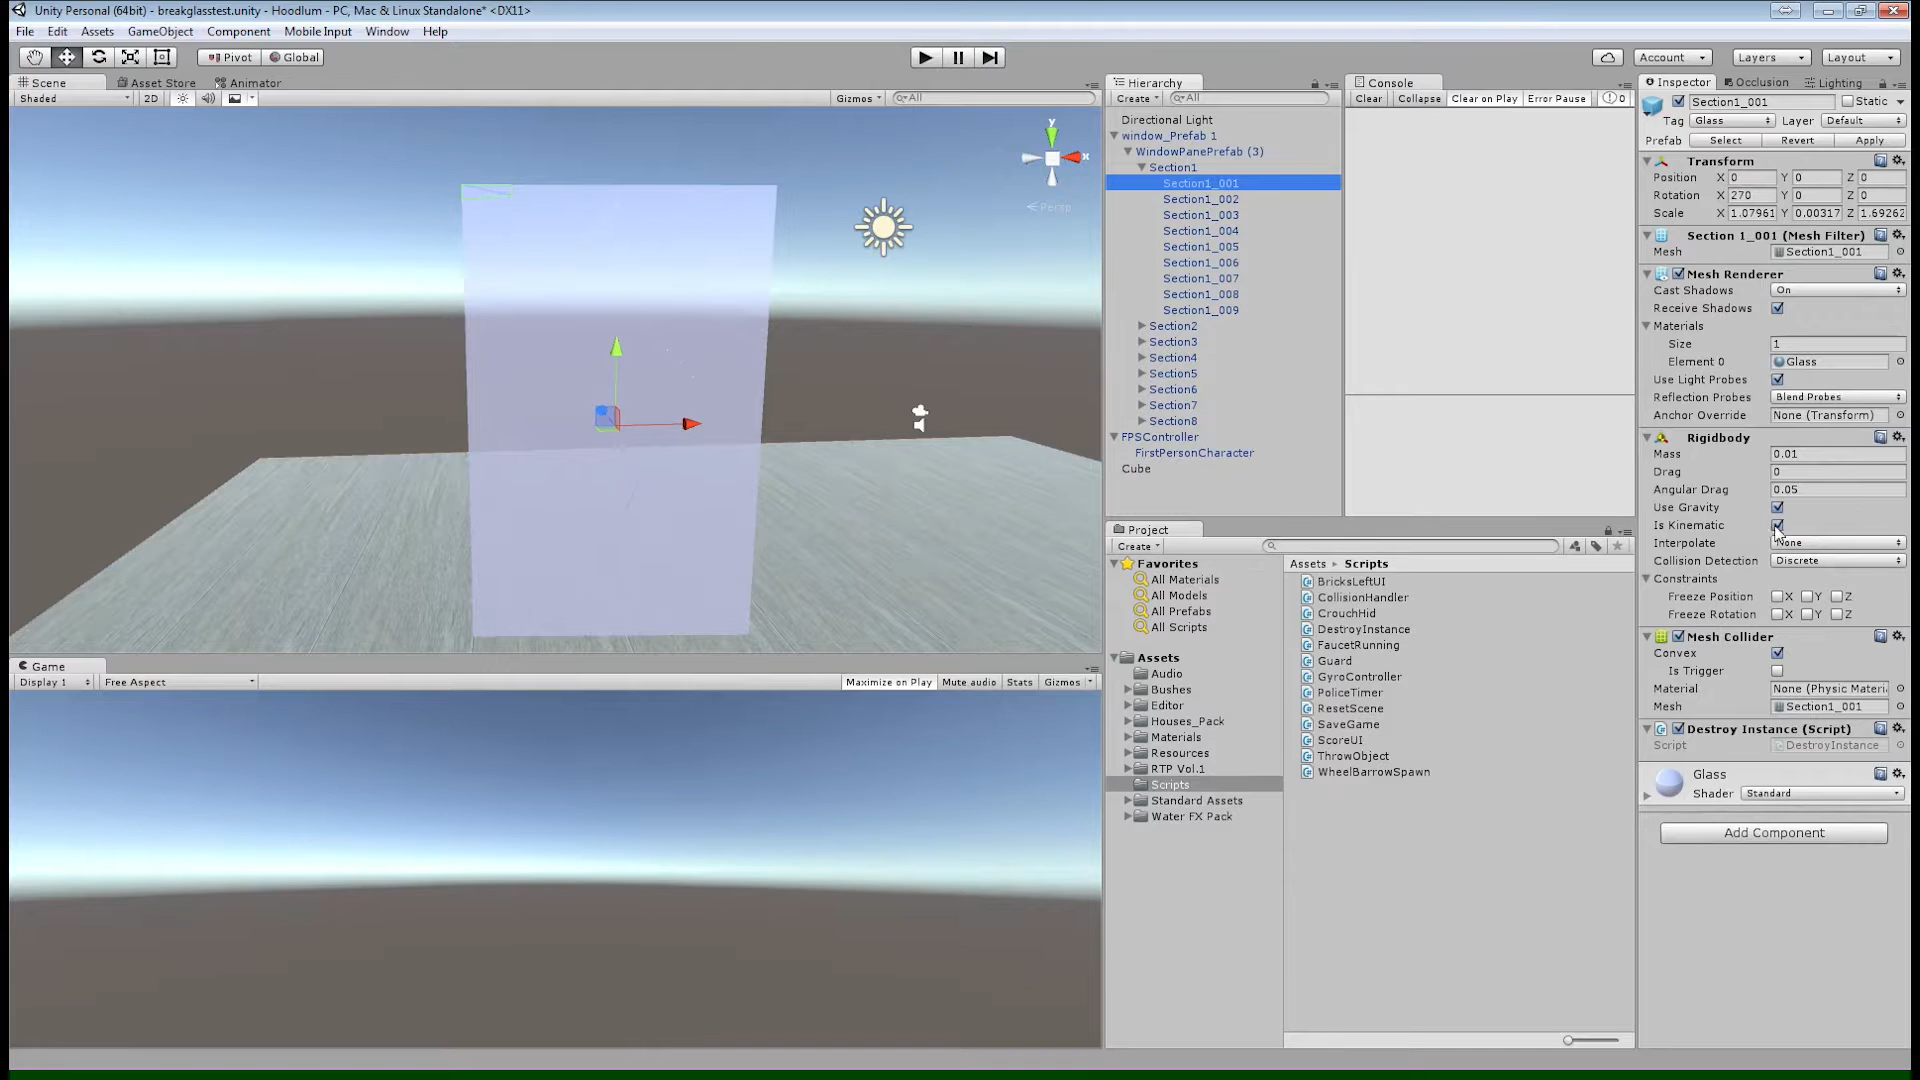 Unity Personal (64bit) - breakglasstest.unity - Hoodlum - PC, Mac & Linux Standalone* <DX11>
File Edit Assets GameObject Component Mobile Input Window Help
Pivot Global Account Layers Layout
Scene Asset Store Animator
Shaded 2D Gizmos All
y
x
Persp
Game
Display 1 Free Aspect Maximize on Play Mute audio Stats Gizmos
Hierarchy
Create All
Directional Light
window_Prefab 1
WindowPanePrefab (3)
Section1
Section1_001
Section1_002
Section1_003
Section1_004
Section1_005
Section1_006
Section1_007
Section1_008
Section1_009
Section2
Section3
Section4
Section5
Section6
Section7
Section8
FPSController
FirstPersonCharacter
Cube
Console
Clear Collapse Clear on Play Error Pause 0
Project
Create
Favorites
All Materials
All Models
All Prefabs
All Scripts
Assets
Audio
Bushes
Editor
Houses_Pack
Materials
Resources
RTP Vol.1
Scripts
Standard Assets
Water FX Pack
Assets Scripts
BricksLeftUI
CollisionHandler
CrouchHid
DestroyInstance
FaucetRunning
Guard
GyroController
PoliceTimer
ResetScene
SaveGame
ScoreUI
ThrowObject
WheelBarrowSpawn
Inspector Occlusion Lighting
Section1_001 Static
Tag Glass Layer Default
Prefab Select Revert Apply
Transform
Position X 0 Y 0 Z 0
Rotation X 270 Y 0 Z 0
Scale X 1.07961 Y 0.00317 Z 1.69262
Section 1_001 (Mesh Filter)
Mesh Section1_001
Mesh Renderer
Cast Shadows On
Receive Shadows
Materials
Size 1
Element 0 Glass
Use Light Probes
Reflection Probes Blend Probes
Anchor Override None (Transform)
Rigidbody
Mass 0.01
Drag 0
Angular Drag 0.05
Use Gravity
Is Kinematic
Interpolate None
Collision Detection Discrete
Constraints
Freeze Position X Y Z
Freeze Rotation X Y Z
Mesh Collider
Convex
Is Trigger
Material None (Physic Materi
Mesh Section1_001
Destroy Instance (Script)
Script DestroyInstance
Glass
Shader Standard
Add Component